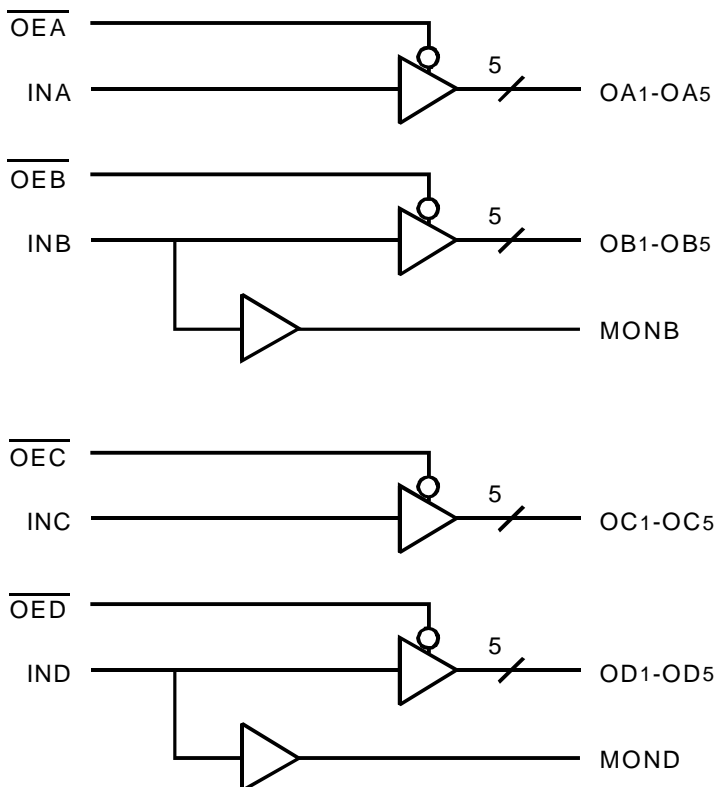 OEA
5
INA OA1-OA5
OEB
5
INB OB1-OB5
MONB
OEC
5
INC OC1-OC5
OED
5
IND OD1-OD5
MOND